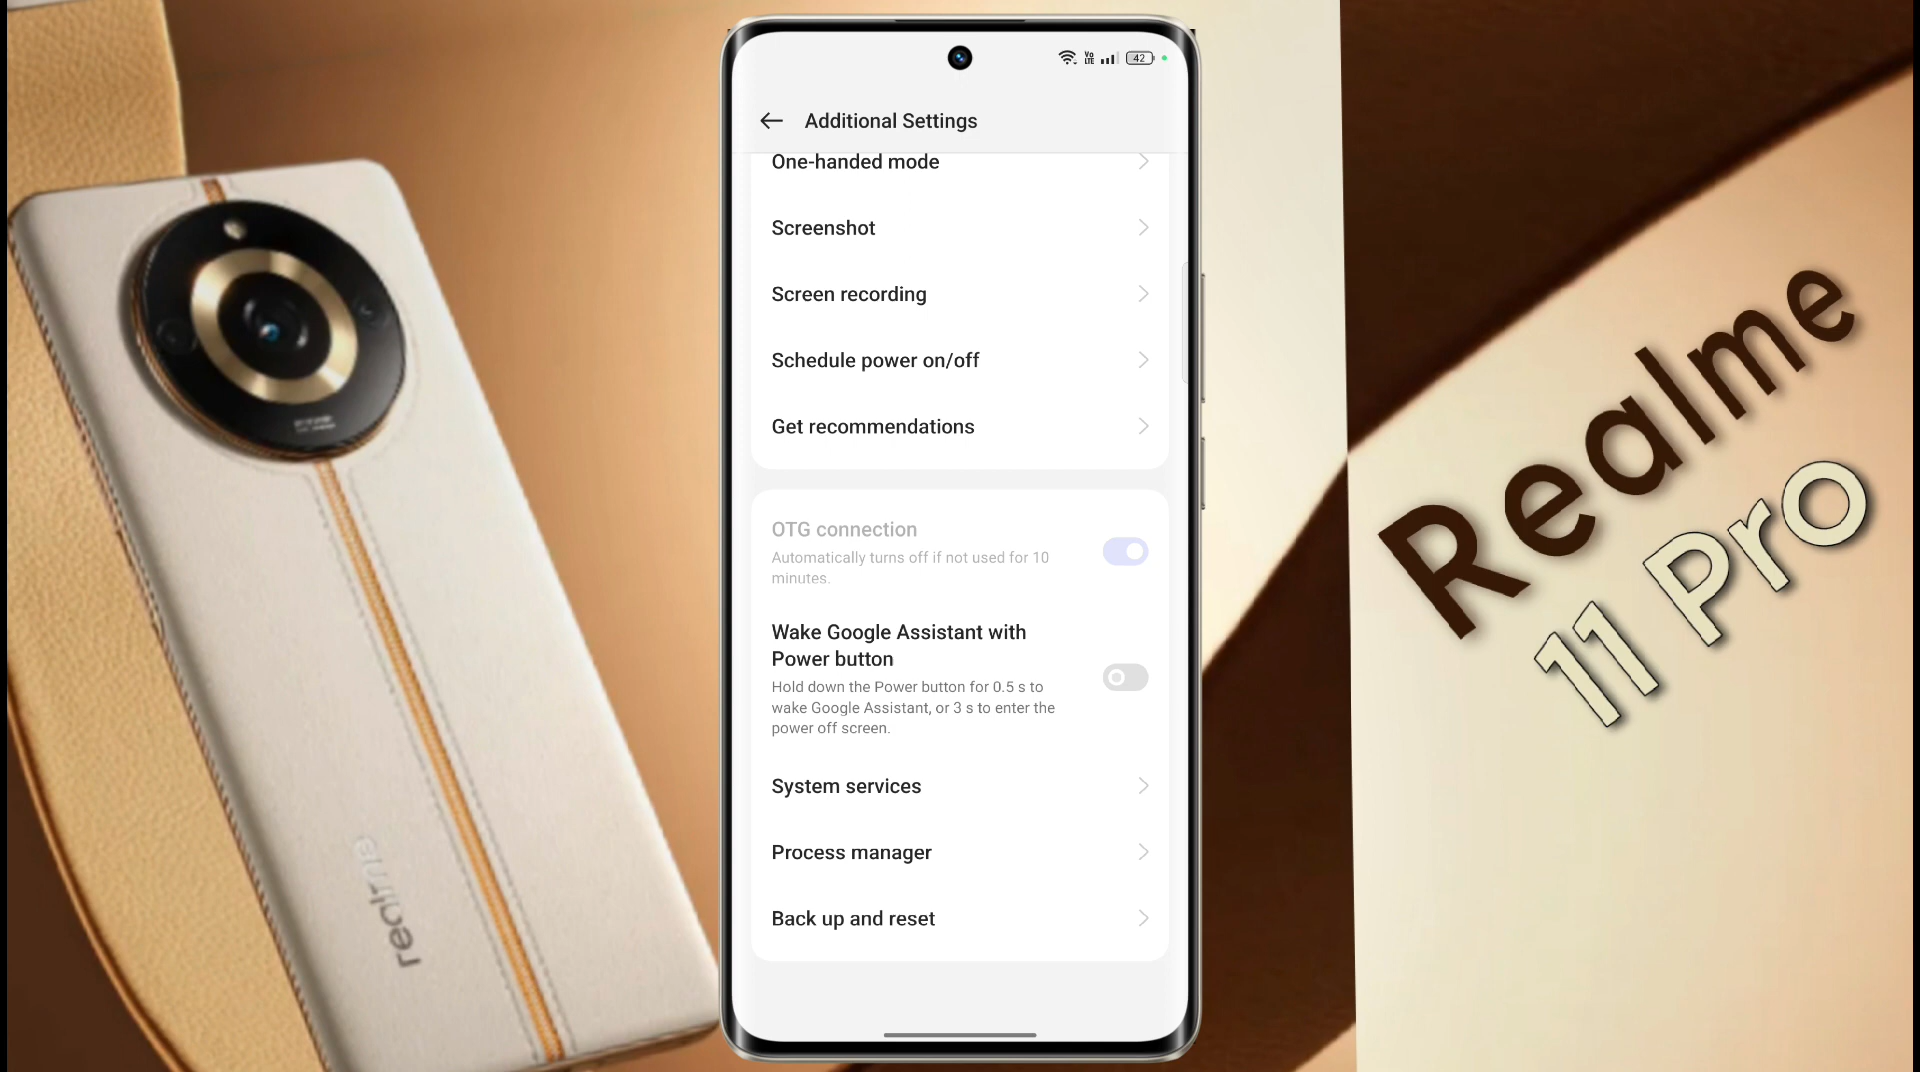 Vo
LTE
42
Additional Settings
One-handed mode
Screenshot
Screen recording
Schedule power on/off
Get recommendations
OTG connection
Automatically turns off if not used for 10
minutes.
Wake Google Assistant with
Power button
Hold down the Power button for 0.5 s to
wake Google Assistant, or 3 s to enter the
power off screen.
System services
Process manager
Back up and reset
realme
Realme
11 Pro